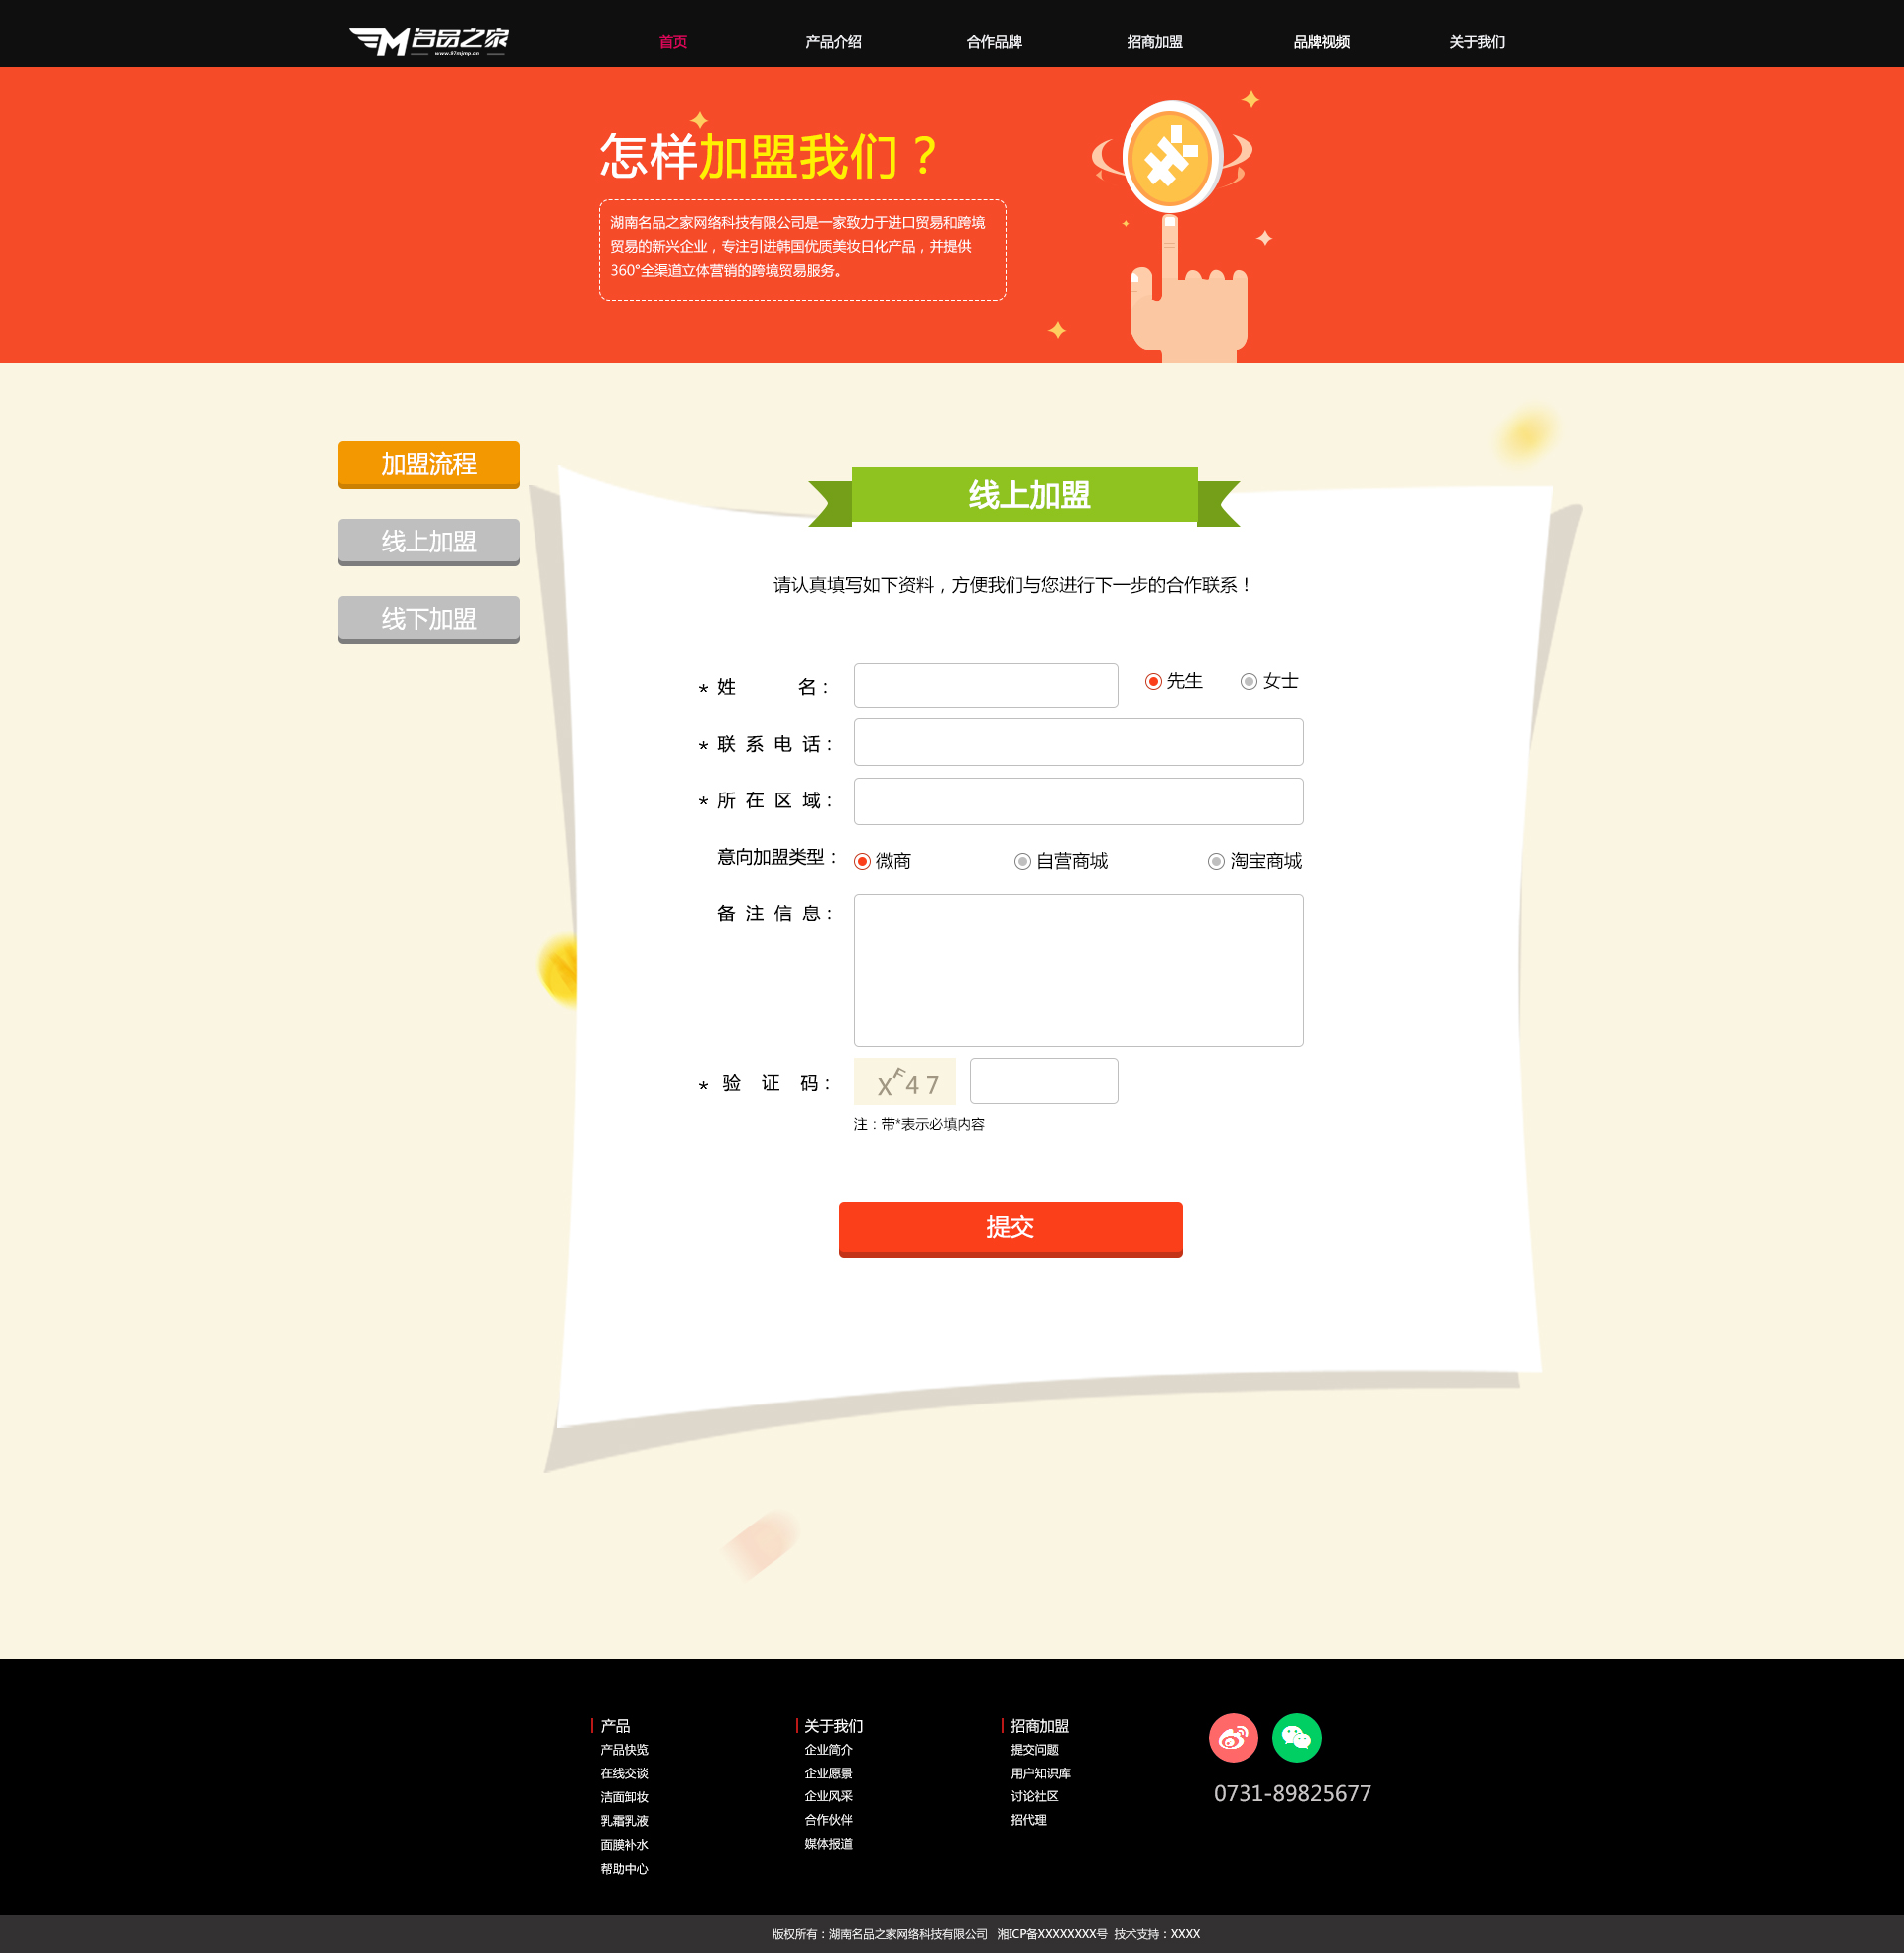 名品之家
www.97mjmp.cn
首页 产品介绍 合作品牌 招商加盟 品牌视频 关于我们
怎样加盟我们？
湖南名品之家网络科技有限公司是一家致力于进口贸易和跨境
贸易的新兴企业，专注引进韩国优质美妆日化产品，并提供
360°全渠道立体营销的跨境贸易服务。
加盟流程
线上加盟
线下加盟
线上加盟
请认真填写如下资料，方便我们与您进行下一步的合作联系！
* 姓 名： 先生 女士
* 联系电话：
* 所在区域：
意向加盟类型： 微商 自营商城 淘宝商城
备注信息：
* 验证码： XF47
注：带*表示必填内容
提交
产品
产品快览
在线交谈
洁面卸妆
乳霜乳液
面膜补水
帮助中心
关于我们
企业简介
企业愿景
企业风采
合作伙伴
媒体报道
招商加盟
提交问题
用户知识库
讨论社区
招代理
0731-89825677
版权所有：湖南名品之家网络科技有限公司 湘ICP备XXXXXXXX号 技术支持：XXXX